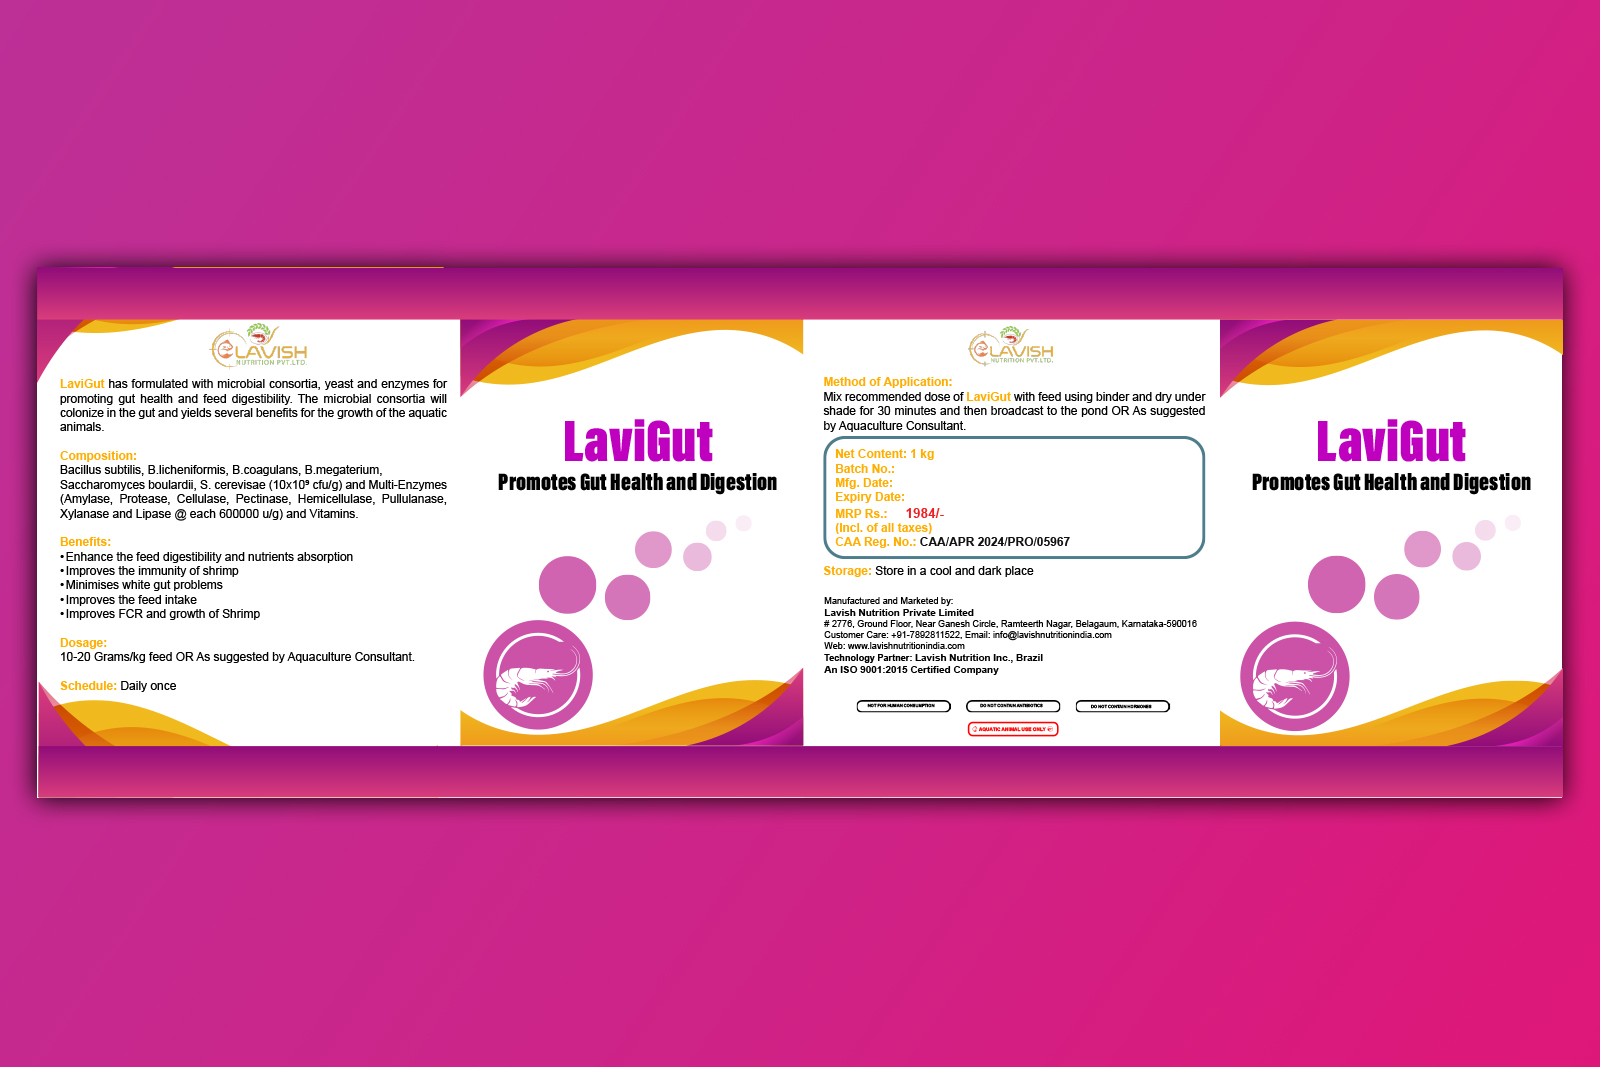 LAVISH
NUTRITION PVT.LTD.
LaviGut has formulated with microbial consortia, yeast and enzymes for
promoting gut health and feed digestibility. The microbial consortia will
colonize in the gut and yields several benefits for the growth of the aquatic
animals.
Composition:
Bacillus subtilis, B.licheniformis, B.coagulans, B.megaterium,
Saccharomyces boulardii, S. cerevisae (10x10⁹ cfu/g) and Multi-Enzymes
(Amylase, Protease, Cellulase, Pectinase, Hemicellulase, Pullulanase,
Xylanase and Lipase @ each 600000 u/g) and Vitamins.
Benefits:
•Enhance the feed digestibility and nutrients absorption
•Improves the immunity of shrimp
•Minimises white gut problems
•Improves the feed intake
•Improves FCR and growth of Shrimp
Dosage:
10-20 Grams/kg feed OR As suggested by Aquaculture Consultant.
Schedule: Daily once
LaviGut
Promotes Gut Health and Digestion
LAVISH
NUTRITION PVT.LTD.
Method of Application:
Mix recommended dose of LaviGut with feed using binder and dry under
shade for 30 minutes and then broadcast to the pond OR As suggested
by Aquaculture Consultant.
Net Content: 1 kg
Batch No.:
Mfg. Date:
Expiry Date:
MRP Rs.: 1984/-
(Incl. of all taxes)
CAA Reg. No.: CAA/APR 2024/PRO/05967
Storage: Store in a cool and dark place
Manufactured and Marketed by:
Lavish Nutrition Private Limited
# 2776, Ground Floor, Near Ganesh Circle, Ramteerth Nagar, Belagaum, Karnataka-590016
Customer Care: +91-7892811522, Email: info@lavishnutritionindia.com
Web: www.lavishnutritionindia.com
Technology Partner: Lavish Nutrition Inc., Brazil
An ISO 9001:2015 Certified Company
NOT FOR HUMAN CONSUMPTION
DO NOT CONTAIN ANTIBIOTICS
DO NOT CONTAIN HORMONES
AQUATIC ANIMAL USE ONLY
LaviGut
Promotes Gut Health and Digestion